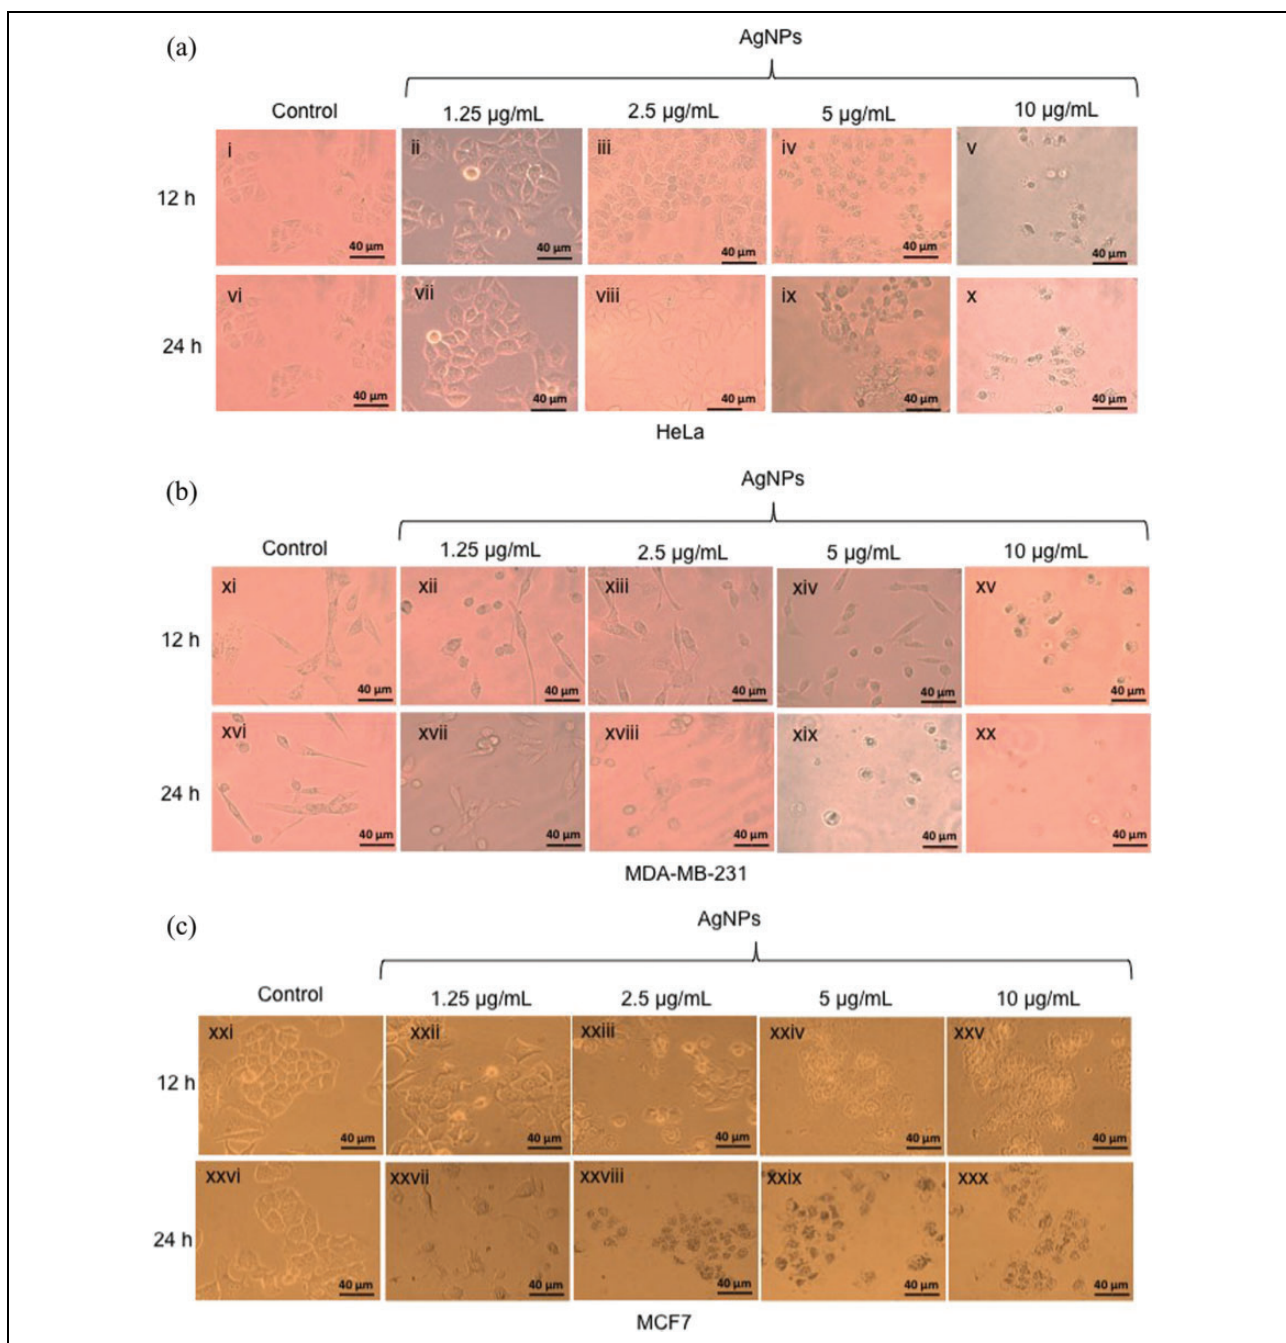 (a)
AgNPs
Control 1.25 µg/mL 2.5 µg/mL 5 µg/mL 10 µg/mL
12 h
i ii iii iv v
40 µm 40 µm 40 µm 40 µm 40 µm
24 h
vi vii viii ix x
40 µm 40 µm 40 µm 40 µm 40 µm
HeLa
(b)
AgNPs
Control 1.25 µg/mL 2.5 µg/mL 5 µg/mL 10 µg/mL
12 h
xi xii xiii xiv xv
40 µm 40 µm 40 µm 40 µm 40 µm
24 h
xvi xvii xviii xix xx
40 µm 40 µm 40 µm 40 µm 40 µm
MDA-MB-231
(c)
AgNPs
Control 1.25 µg/mL 2.5 µg/mL 5 µg/mL 10 µg/mL
12 h
xxi xxii xxiii xxiv xxv
40 µm 40 µm 40 µm 40 µm 40 µm
24 h
xxvi xxvii xxviii xxix xxx
40 µm 40 µm 40 µm 40 µm 40 µm
MCF7